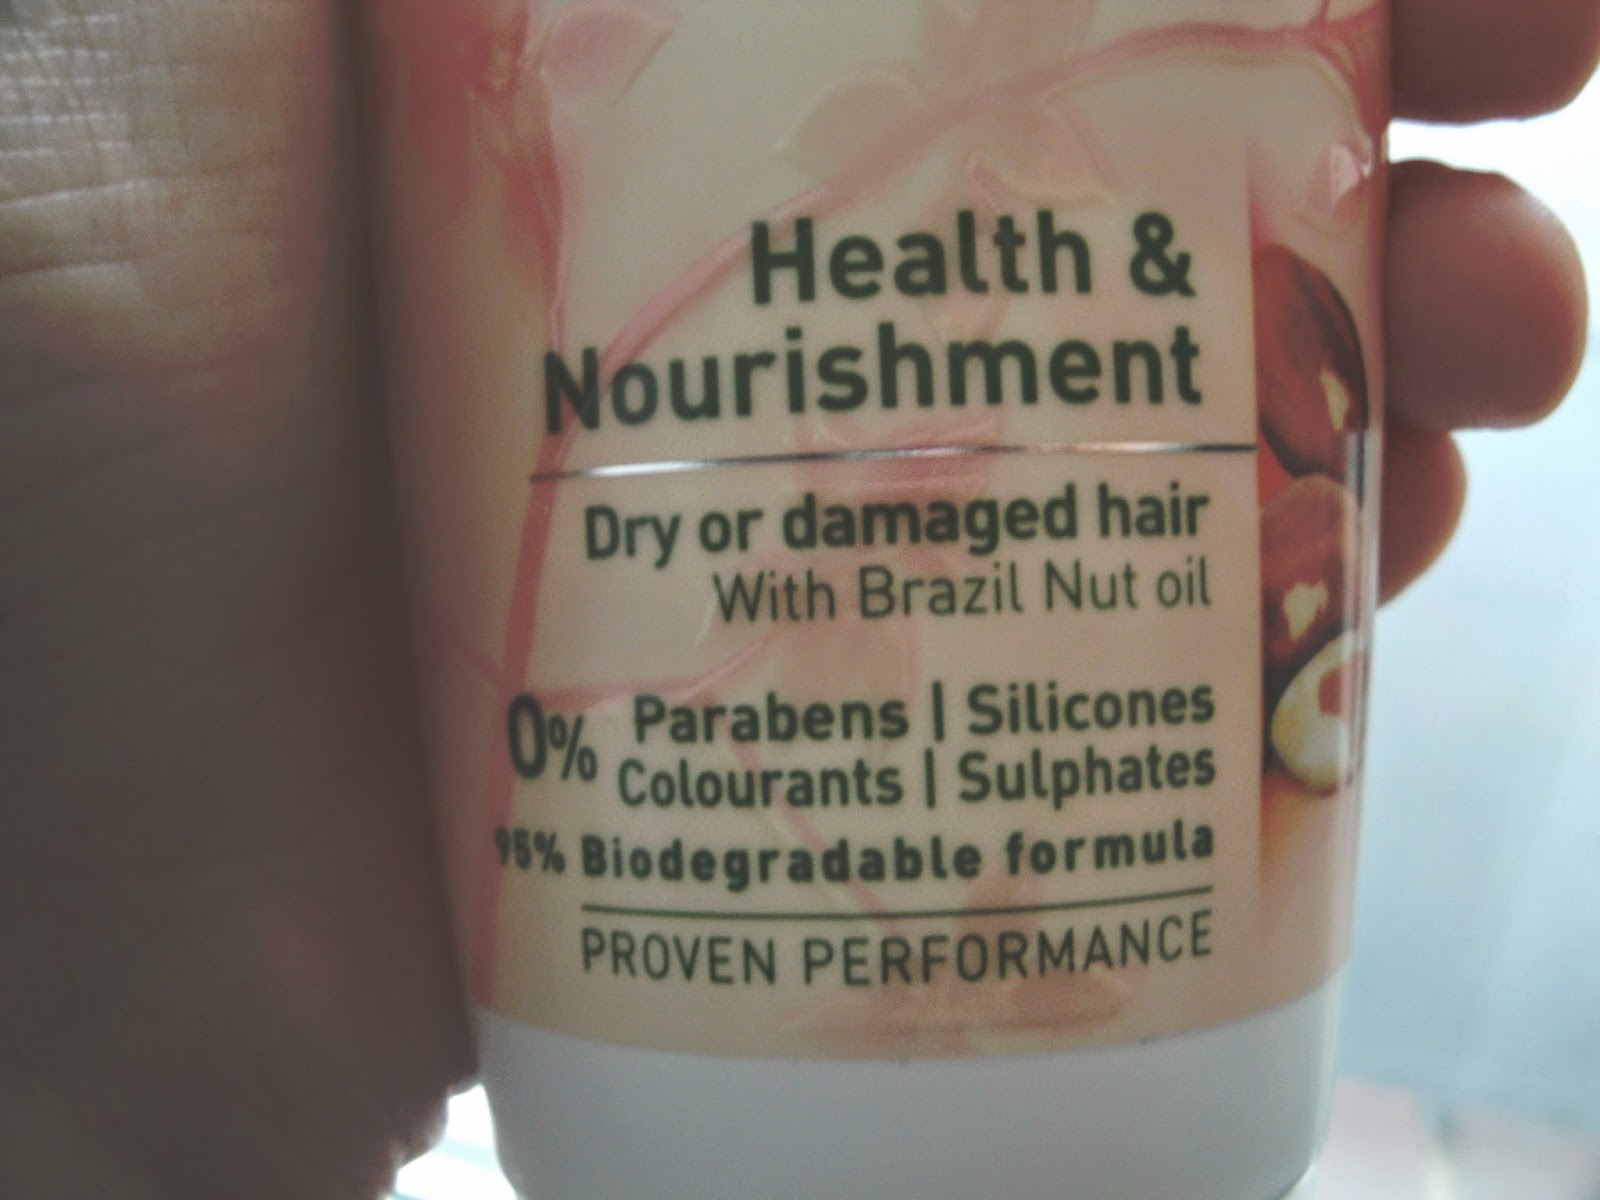 Health &
Nourishment
Dry or damaged hair
With Brazil Nut oil
0% Parabens | Silicones
Colourants | Sulphates
95% Biodegradable formula
PROVEN PERFORMANCE